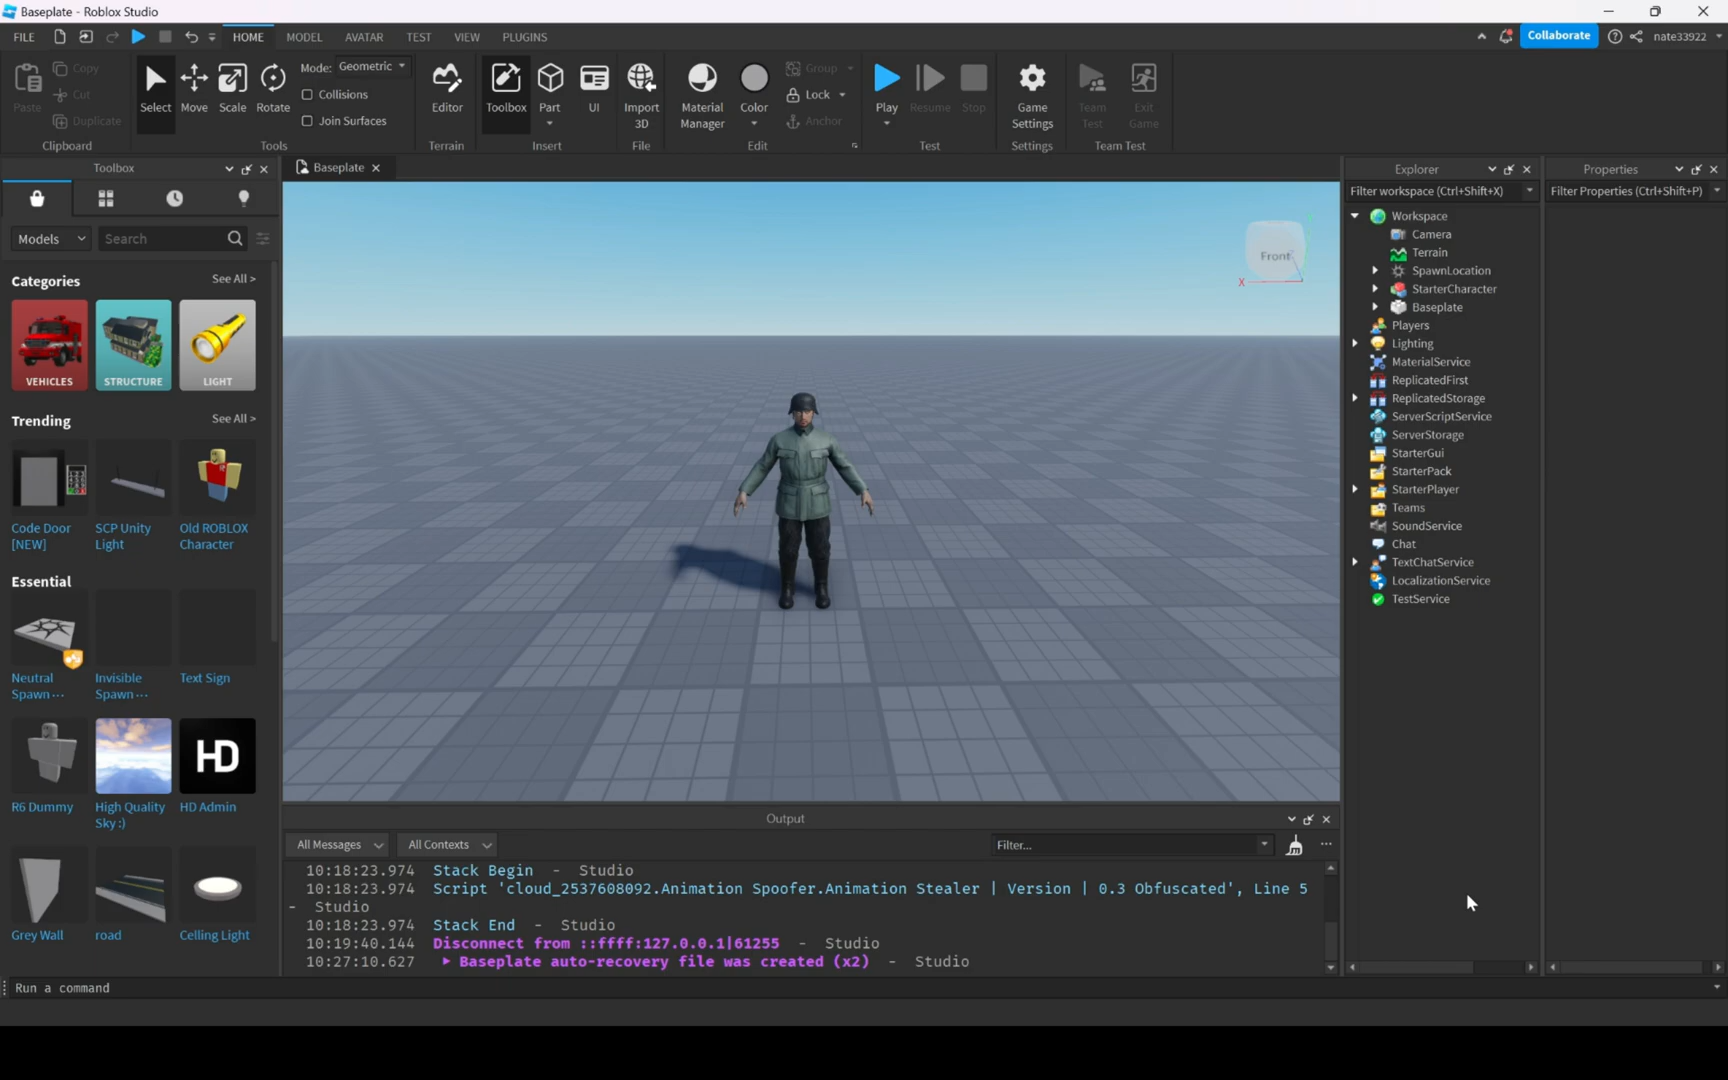 Baseplate - Roblox Studio
FILE HOME MODEL AVATAR TEST VIEW PLUGINS Collaborate nate33922
Paste Copy Cut Duplicate
Select Move Scale Rotate
Mode: Geometric
Collisions
Join Surfaces
Editor
Toolbox Part UI Import 3D
Material Manager Color
Group
Lock
Anchor
Play Resume Stop
Game Settings
Team Test
Exit Game
Clipboard Tools Terrain Insert File Edit Test Settings Team Test
Toolbox
Models Search
Categories See All >
VEHICLES STRUCTURE LIGHT
Trending See All >
Code Door [NEW]
SCP Unity Light
Old ROBLOX Character
Essential
Neutral Spawn ···
Invisible Spawn ···
Text Sign
HD
R6 Dummy
High Quality Sky :)
HD Admin
Grey Wall road Celling Light
Baseplate
Front
X
Output
All Messages All Contexts Filter...
10:18:23.974 Stack Begin - Studio
10:18:23.974 Script 'cloud_2537608092.Animation Spoofer.Animation Stealer | Version | 0.3 Obfuscated', Line 5
- Studio
10:18:23.974 Stack End - Studio
10:19:40.144 Disconnect from ::ffff:127.0.0.1|61255 - Studio
10:27:10.627 Baseplate auto-recovery file was created (x2) - Studio
Run a command
Explorer
Filter workspace (Ctrl+Shift+X)
Workspace
Camera
Terrain
SpawnLocation
StarterCharacter
Baseplate
Players
Lighting
MaterialService
ReplicatedFirst
ReplicatedStorage
ServerScriptService
ServerStorage
StarterGui
StarterPack
StarterPlayer
Teams
SoundService
Chat
TextChatService
LocalizationService
TestService
Properties
Filter Properties (Ctrl+Shift+P)